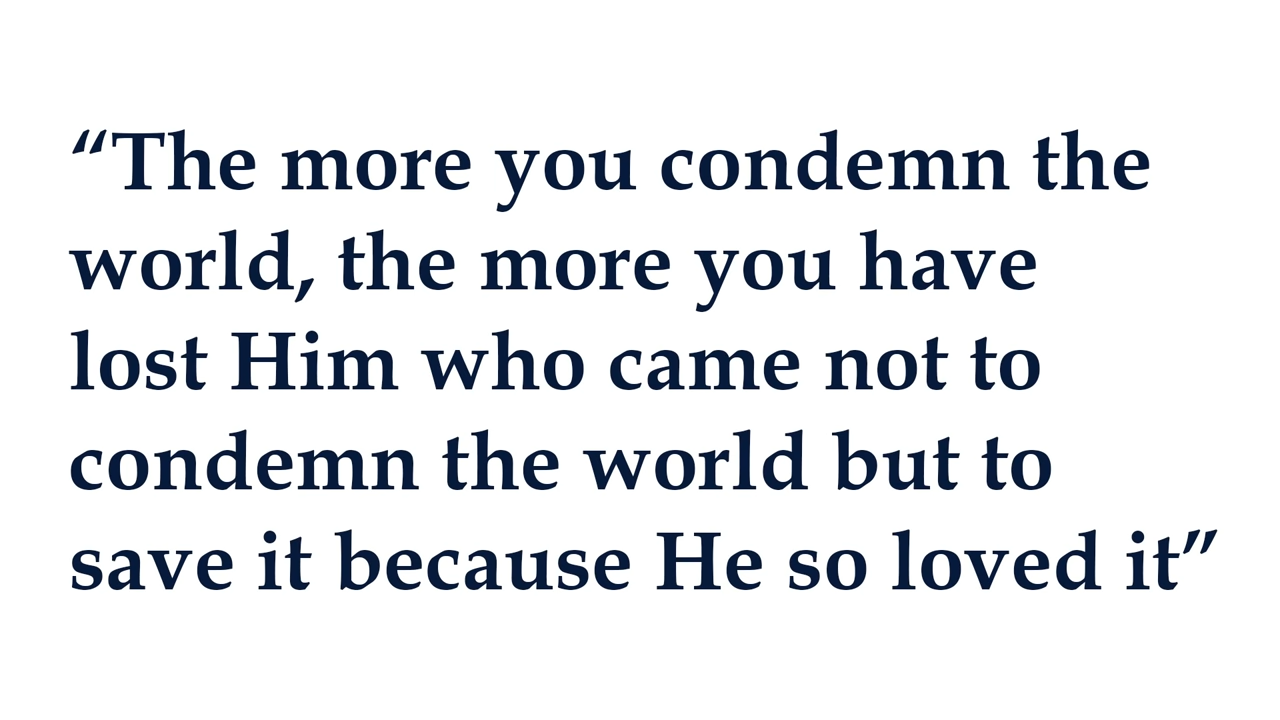 “The more you condemn the
world, the more you have
lost Him who came not to
condemn the world but to
save it because He so loved it”